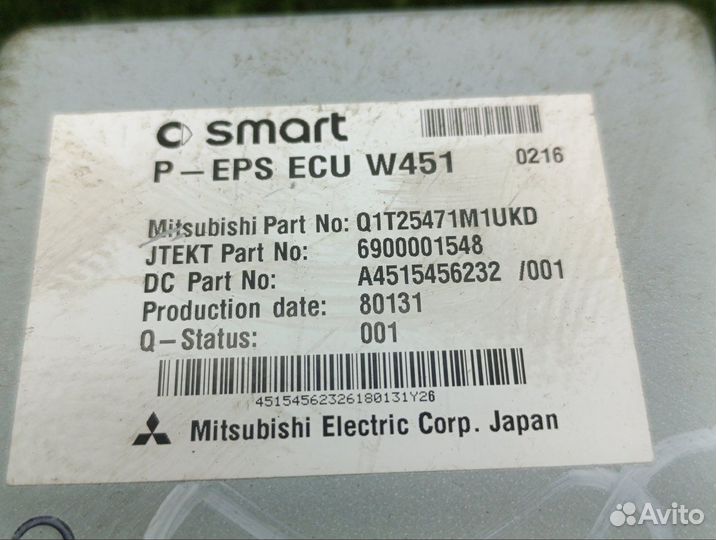 smart
P-EPS ECU W451 0216
Mitsubishi Part No: Q1T25471M1UKD
JTEKT Part No: 6900001548
DC Part No: A4515456232 /001
Production date: 80131
Q-Status: 001
45154562326180131Y26
Mitsubishi Electric Corp. Japan
Avito